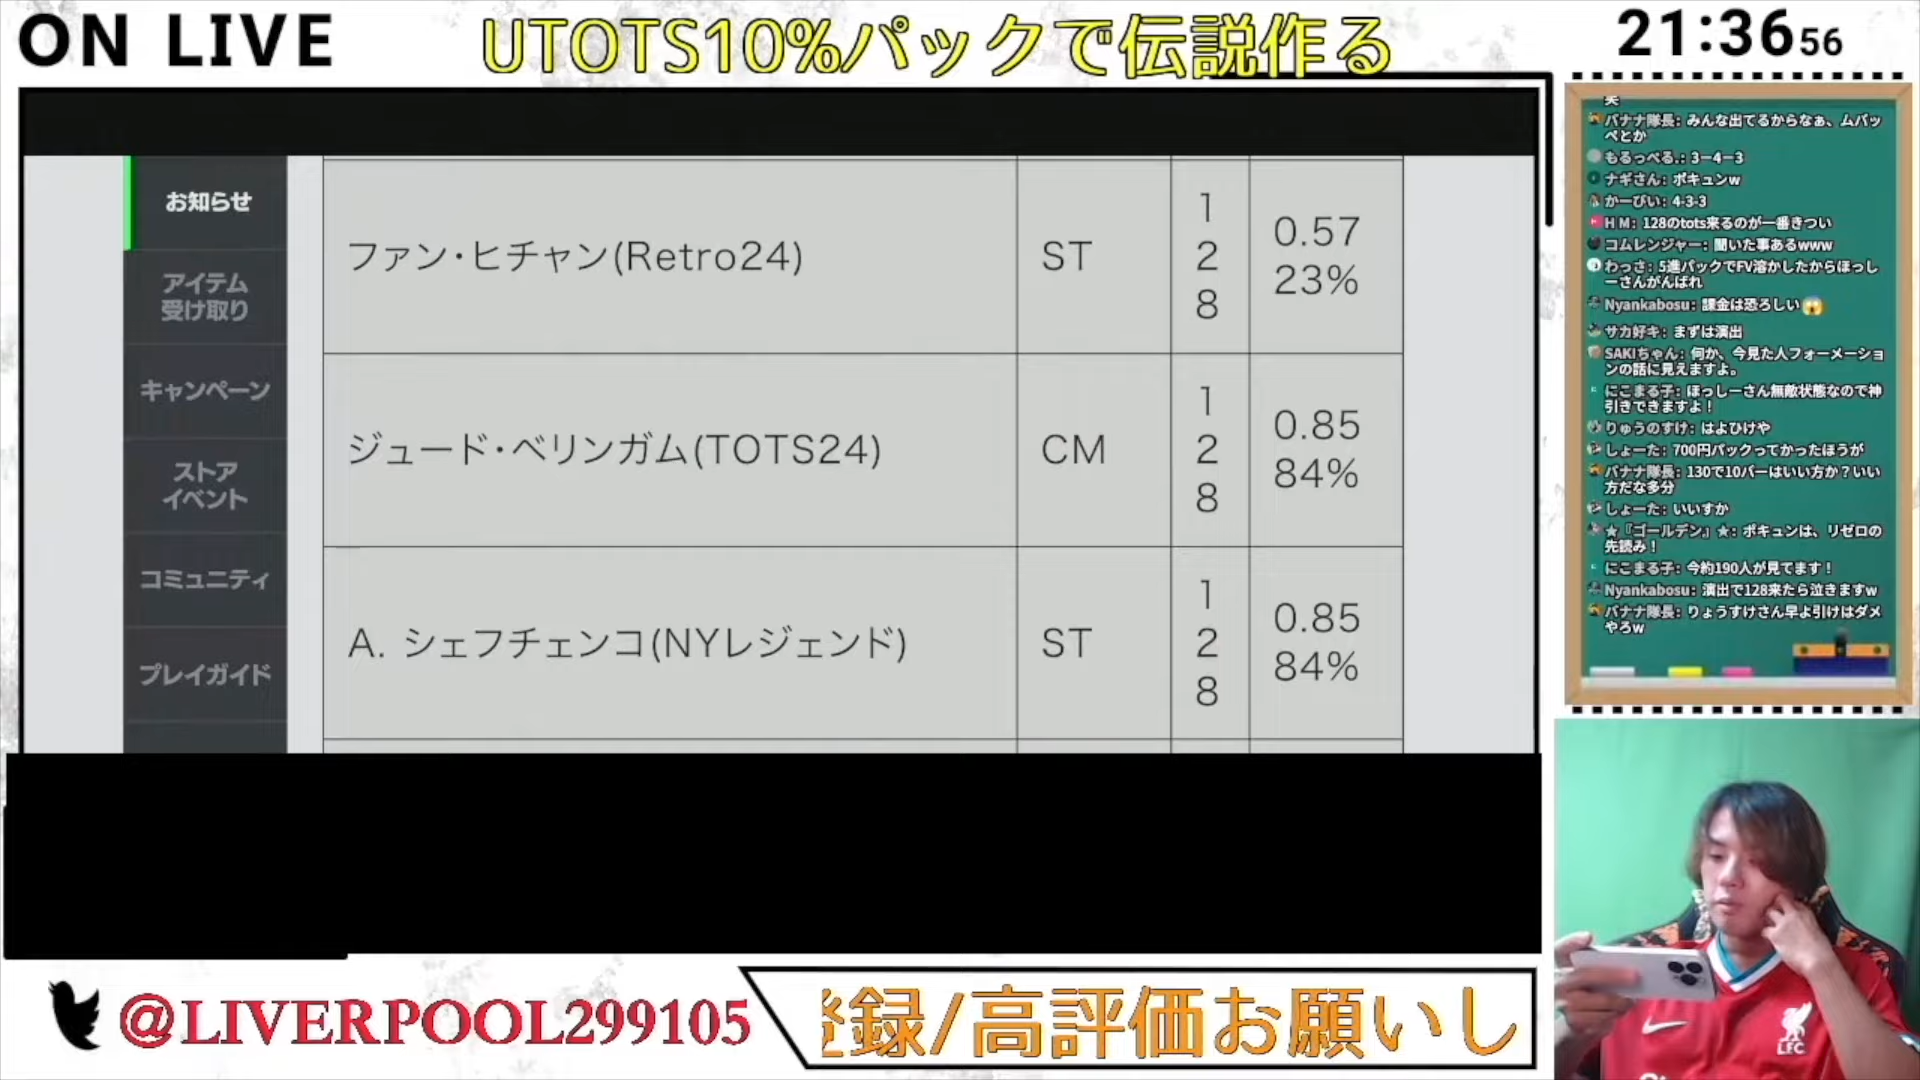 ON LIVE
UTOTS10%パックで伝説作る
21:36 56
お知らせ
アイテム
受け取り
キャンペーン
ストア
イベント
コミュニティ
プレイガイド
ファン・ヒチャン(Retro24) ST 128 0.5723%
ジュード・ベリンガム(TOTS24) CM 128 0.8584%
A. シェフチェンコ(NYレジェンド) ST 128 0.8584%
笑
バナナ隊長: みんな出てるからなぁ、ムバッ
ペとか
もるっぺる.: 3ー4ー3
ナギさん: ポキュンw
かーびい: 4-3-3
H M: 128のtots来るのが一番きつい
コムレンジャー: 聞いた事あるwww
わっさ: 5進パックでFV溶かしたからほっし
ーさんがんばれ
Nyankabosu: 課金は恐ろしい😱
サカ好キ: まずは演出
SAKIちゃん: 何か、今見た人フォーメーショ
ンの話に見えますよ。
にこまる子: ほっしーさん無敵状態なので神
引きできますよ！
りゅうのすけ: はよひけや
しょーた: 700円パックってかったほうが
バナナ隊長: 130で10バーはいい方か？いい
方だな多分
しょーた: いいすか
★『ゴールデン』★: ポキュンは、リゼロの
先読み！
にこまる子: 今約190人が見てます！
Nyankabosu: 演出で128来たら泣きますw
バナナ隊長: りょうすけさん早よ引けはダメ
やろw
@LIVERPOOL299105
登録/高評価お願いし
LFC